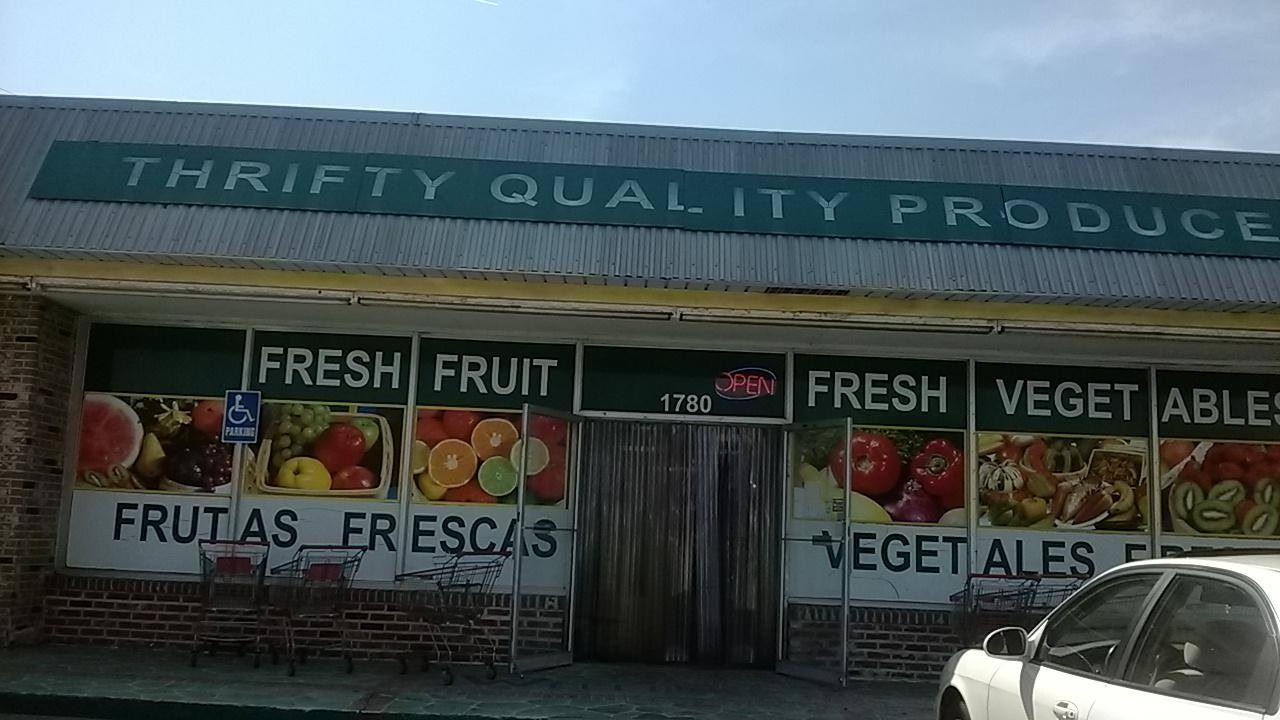 THRIFTY QUALITY PRODUCE
FRESH FRUIT
OPEN
1780
FRESH VEGETABLES
PARKING
FRUTAS FRESCAS
VEGETALES